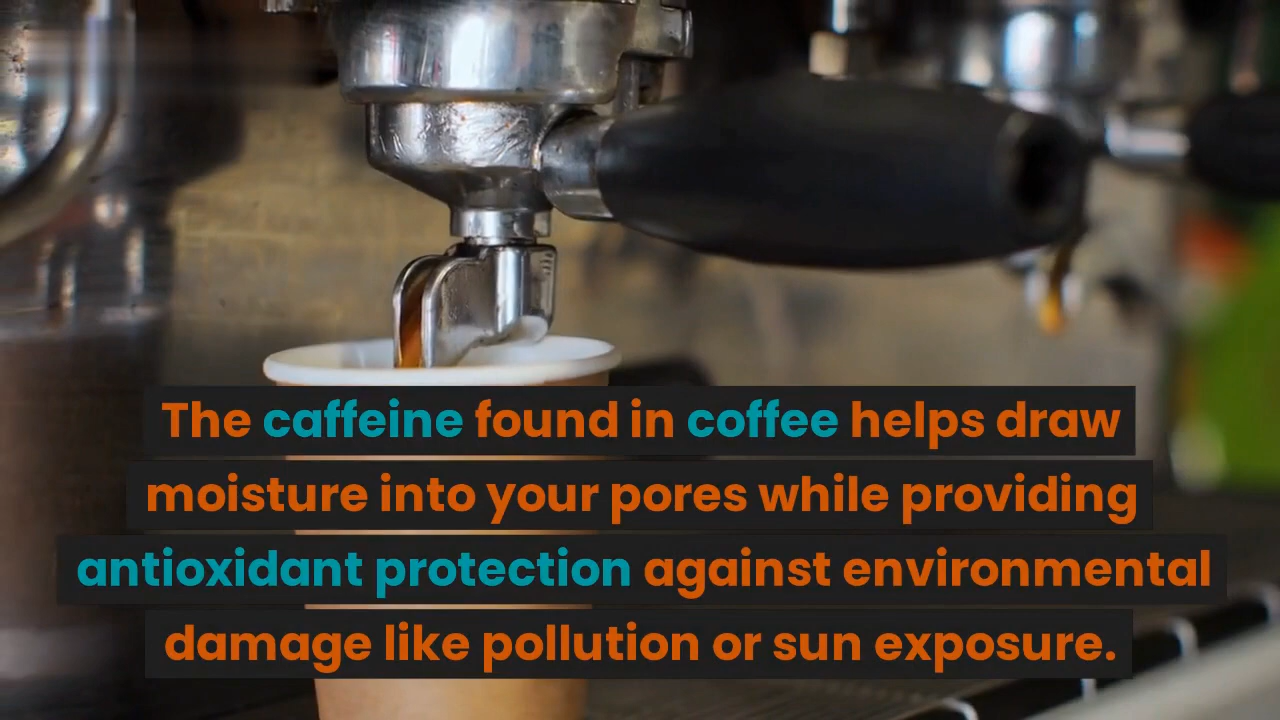 The caffeine found in coffee helps draw
moisture into your pores while providing
antioxidant protection against environmental
damage like pollution or sun exposure.